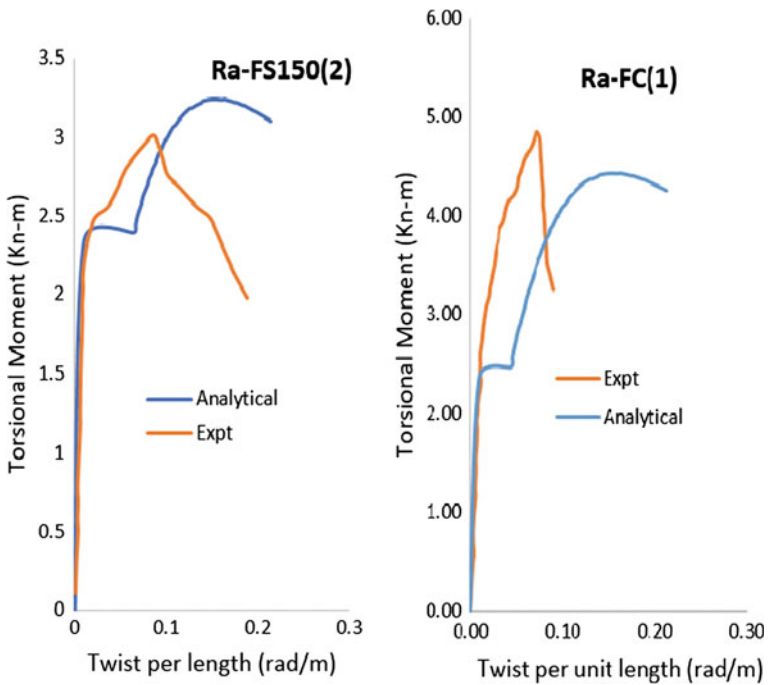 Ra-FS150(2)
Torsional Moment (Kn-m)
3.5
3
2.5
2
1.5
1
0.5
0
Analytical
Expt
0
0.1
0.2
0.3
Twist per length (rad/m)
Ra-FC(1)
Torsional Moment (Kn-m)
6.00
5.00
4.00
3.00
2.00
1.00
0.00
Expt
Analytical
0.00
0.10
0.20
0.30
Twist per unit length (rad/m)